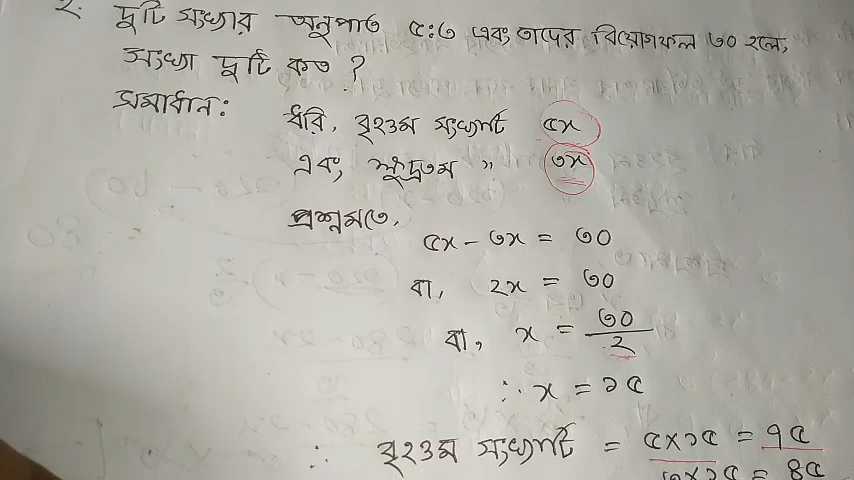 ২. দুটি সংখ্যার অনুপাত ৫:৩ এবং তাদের বিয়োগফল ৩০ হলে,
সংখ্যা দুটি কত ?
সমাধান:
ধরি, বৃহত্তম সংখ্যাটি ৫x
এবং, ক্ষুদ্রতম " ৩x
প্রশ্নমতে,
৫x - ৩x = ৩০
বা, ২x = ৩০
বা, x = ৩০/২
∴ x = ১৫
∴ বৃহত্তম সংখ্যাটি = ৫×১৫ = ৭৫
৩×১৫ = ৪৫